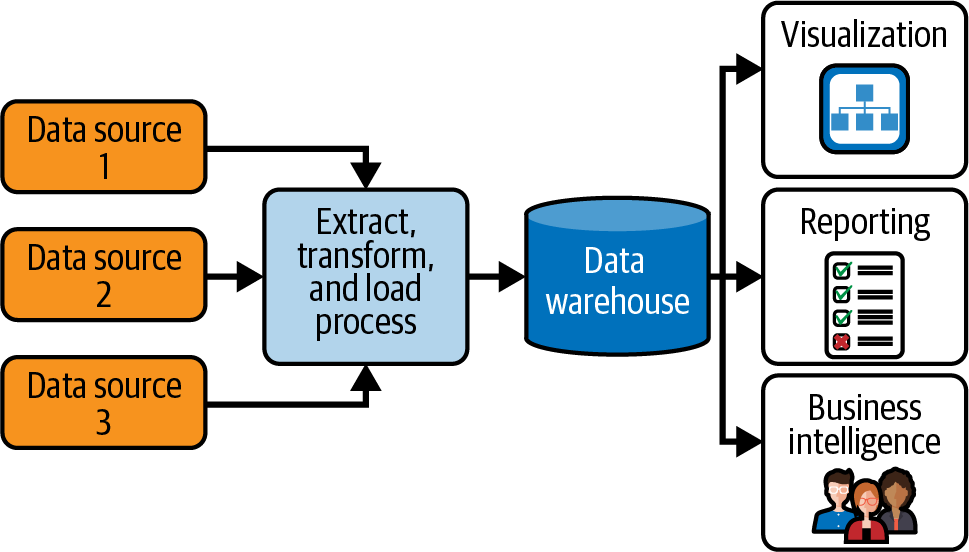 Data source
1
Data source
2
Data source
3
Extract,
transform,
and load
process
Data
warehouse
Visualization
Reporting
Business
intelligence